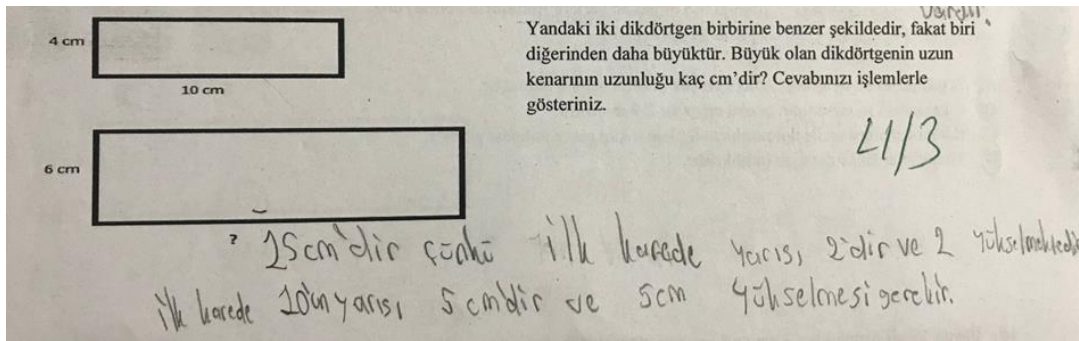 vardır.
4 cm
10 cm
Yandaki iki dikdörtgen birbirine benzer şekildedir, fakat biri
diğerinden daha büyüktür. Büyük olan dikdörtgenin uzun
kenarının uzunluğu kaç cm'dir? Cevabınızı işlemlerle
gösteriniz.
6 cm
?
15cm'dir çünkü ilk karede yarısı 2'dir ve 2 yükselmektedir
ilk karede 10'un yarısı 5 cm'dir ve 5cm yükselmesi gerekir.